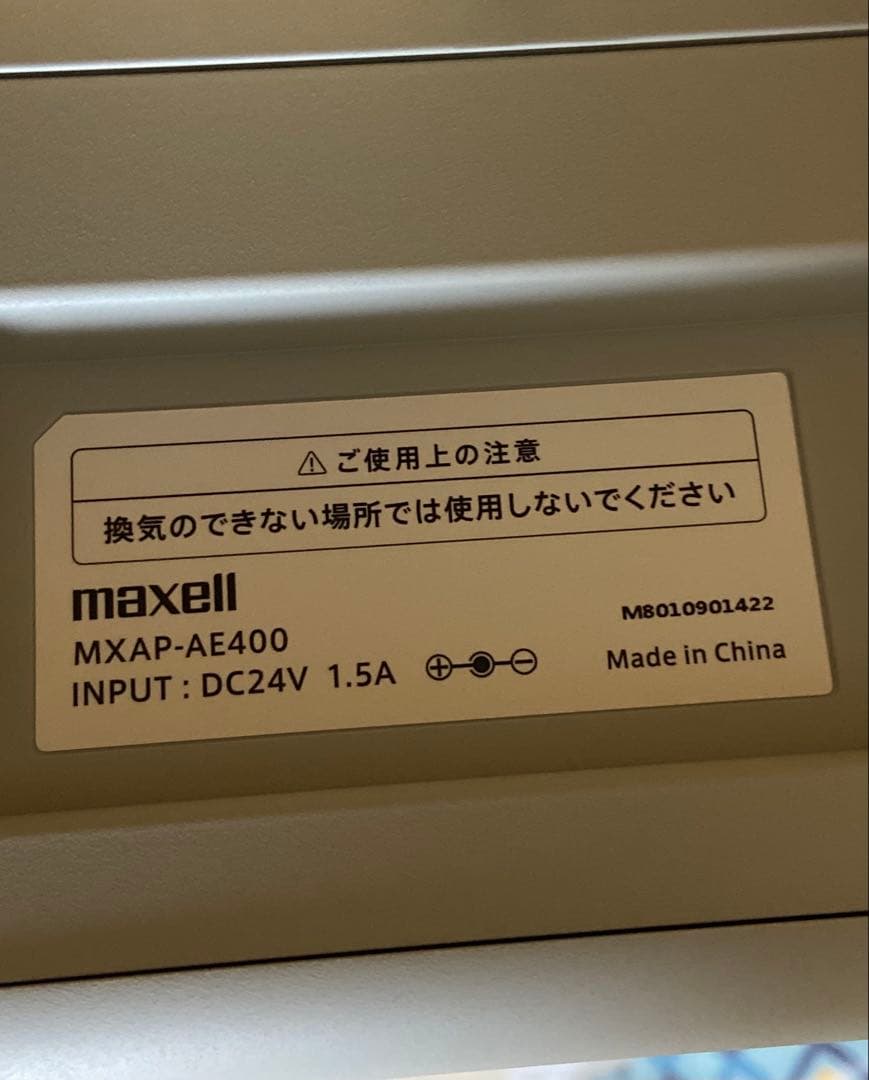 ⚠ご使用上の注意
換気のできない場所では使用しないでください
maxell
MXAP-AE400
M8010901422
INPUT : DC24V 1.5A
Made in China